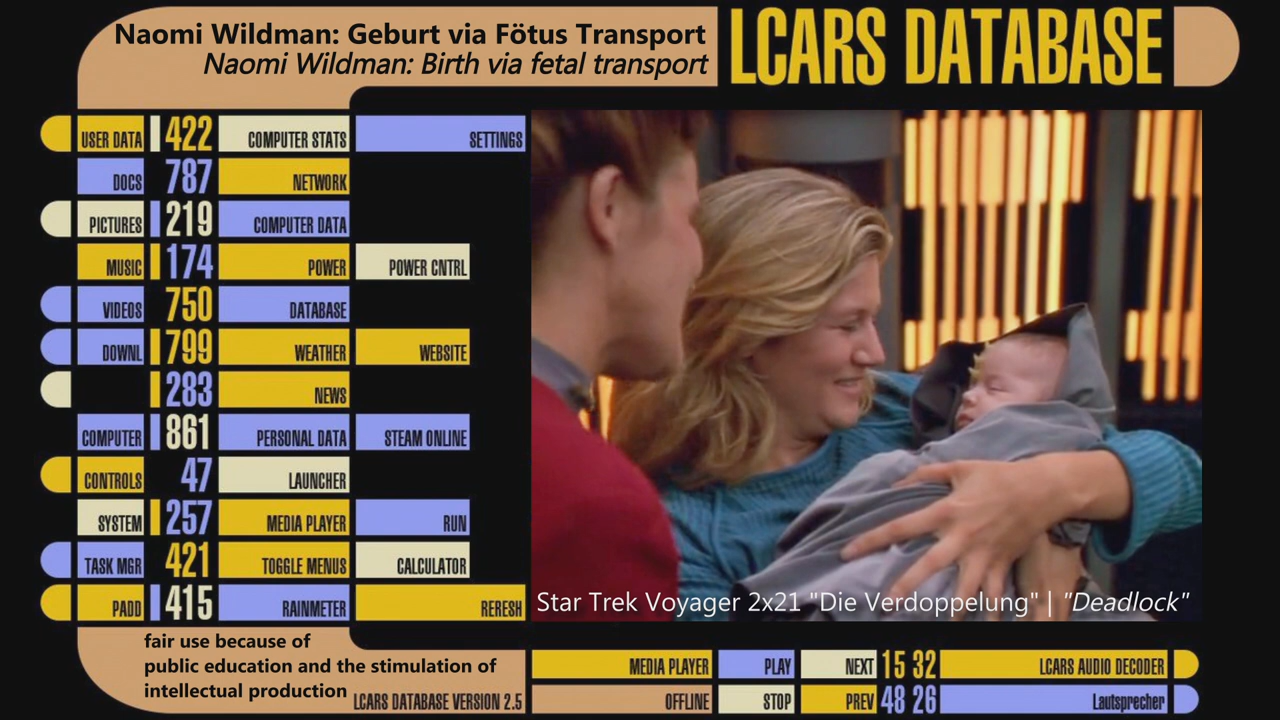 Naomi Wildman: Geburt via Fötus Transport
Naomi Wildman: Birth via fetal transport
LCARS DATABASE
USER DATA 422 COMPUTER STATS SETTINGS
DOCS 787 NETWORK
PICTURES 219 COMPUTER DATA
MUSIC 174 POWER POWER CNTRL
VIDEOS 750 DATABASE
DOWNL 799 WEATHER WEBSITE
283 NEWS
COMPUTER 861 PERSONAL DATA STEAM ONLINE
CONTROLS 47 LAUNCHER
SYSTEM 257 MEDIA PLAYER RUN
TASK MGR 421 TOGGLE MENUS CALCULATOR
PADD 415 RAINMETER RERESH
Star Trek Voyager 2x21 "Die Verdoppelung" | "Deadlock"
fair use because of
public education and the stimulation of
intellectual production
LCARS DATABASE VERSION 2.5
MEDIA PLAYER PLAY NEXT 15 32 LCARS AUDIO DECODER
OFFLINE STOP PREV 48 26 Lautsprecher